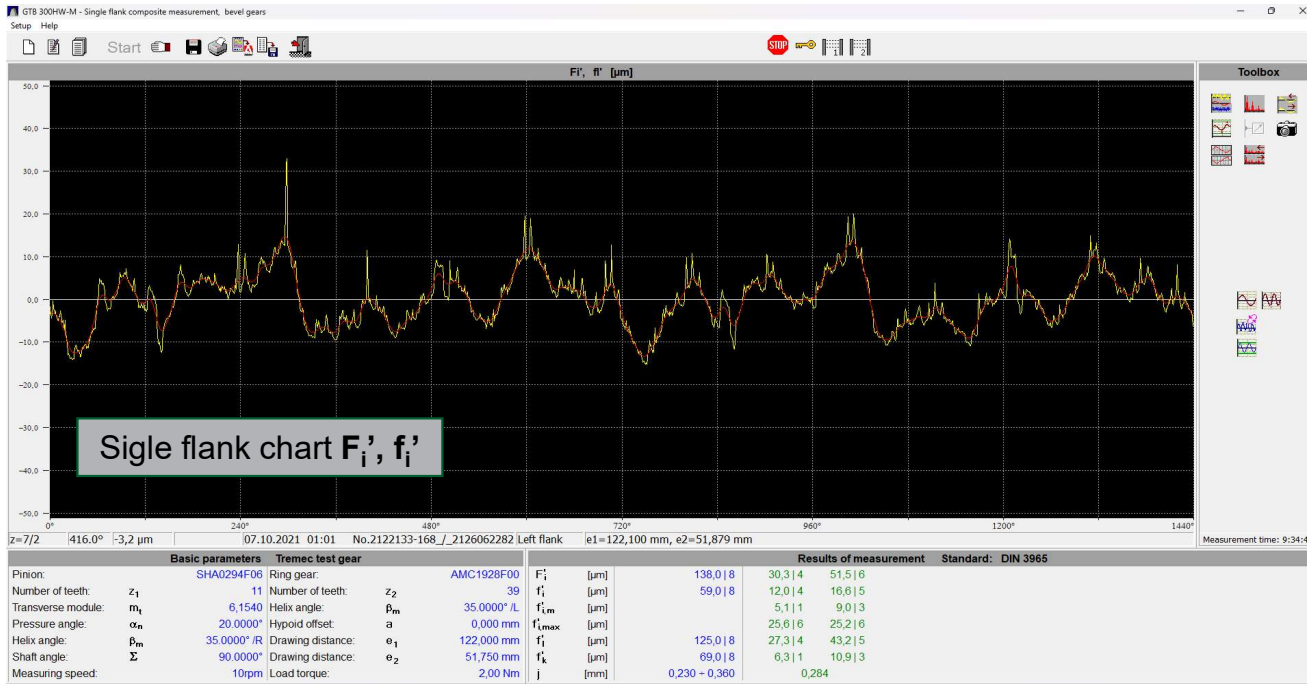 GTB 300HW-M - Single flank composite measurement, bevel gears
Setup Help
Start STOP 1 2
Fi', fl' [µm] Toolbox
50,0
40,0
30,0
20,0
10,0
0,0
-10,0
-20,0
-30,0
-40,0
-50,0
Sigle flank chart Fi', fi'
0° 240° 480° 720° 960° 1200° 1440°
z=7/2 416.0° -3,2 µm 07.10.2021 01:01 No.2122133-168_/_2126062282 Left flank e1=122,100 mm, e2=51,879 mm Measurement time: 9:34:4
Basic parameters Tremec test gear Results of measurement Standard: DIN 3965
Pinion: SHA0294F06 Ring gear: AMC1928F00 F'i [µm] 138,0 | 8 30,3 | 4 51,5 | 6
Number of teeth: z1 11 Number of teeth: z2 39 f'i [µm] 59,0 | 8 12,0 | 4 16,6 | 5
Transverse module: mt 6,1540 Helix angle: βm 35.0000° /L f'i,m [µm] 5,1 | 1 9,0 | 3
Pressure angle: αn 20.0000° Hypoid offset: a 0,000 mm f'i,max [µm] 25,6 | 6 25,2 | 6
Helix angle: βm 35.0000° /R Drawing distance: e1 122,000 mm f'l [µm] 125,0 | 8 27,3 | 4 43,2 | 5
Shaft angle: Σ 90.0000° Drawing distance: e2 51,750 mm f'k [µm] 69,0 | 8 6,3 | 1 10,9 | 3
Measuring speed: 10rpm Load torque: 2,00 Nm j [mm] 0,230 ÷ 0,360 0,284